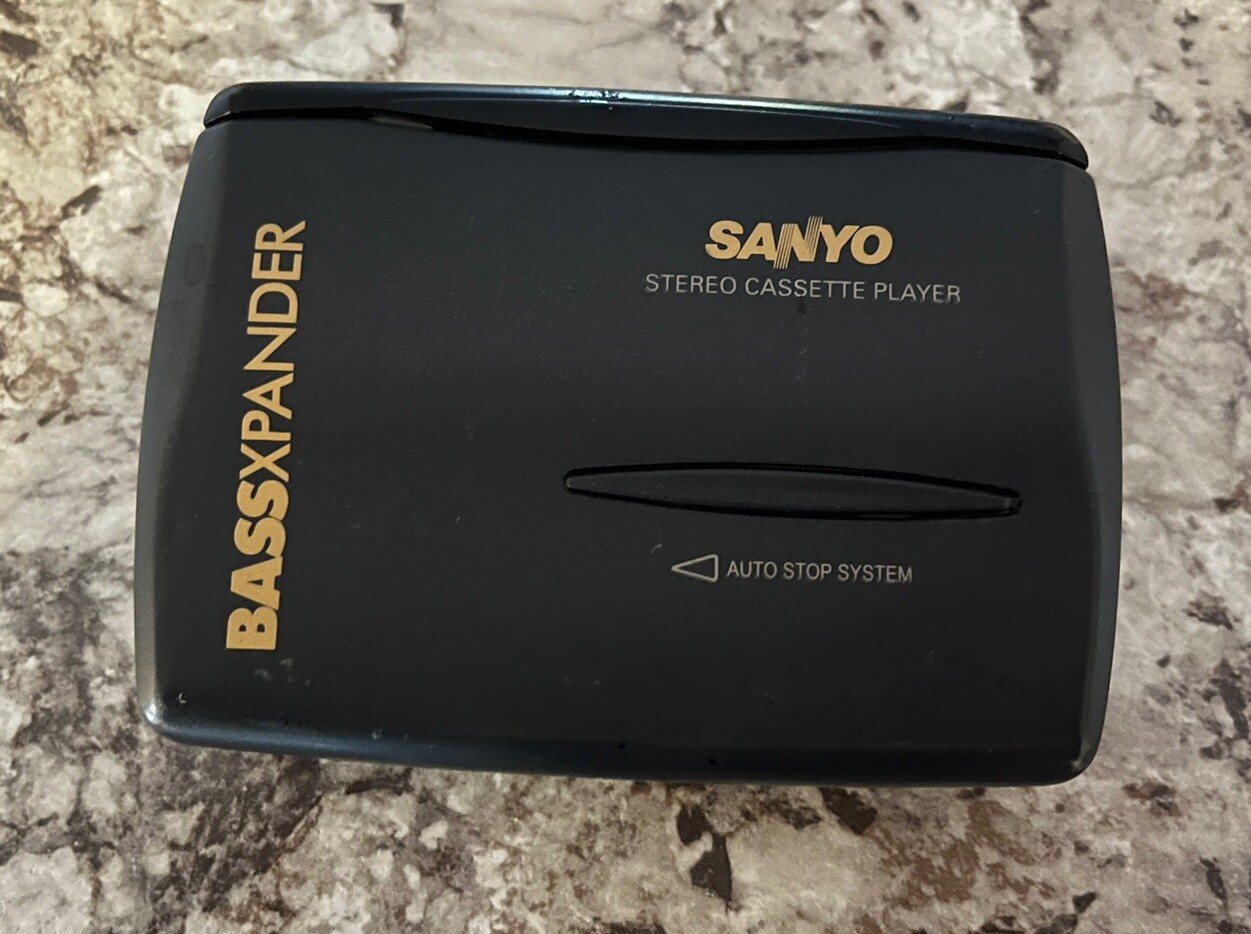 BASSXPANDER
SANYO
STEREO CASSETTE PLAYER
AUTO STOP SYSTEM